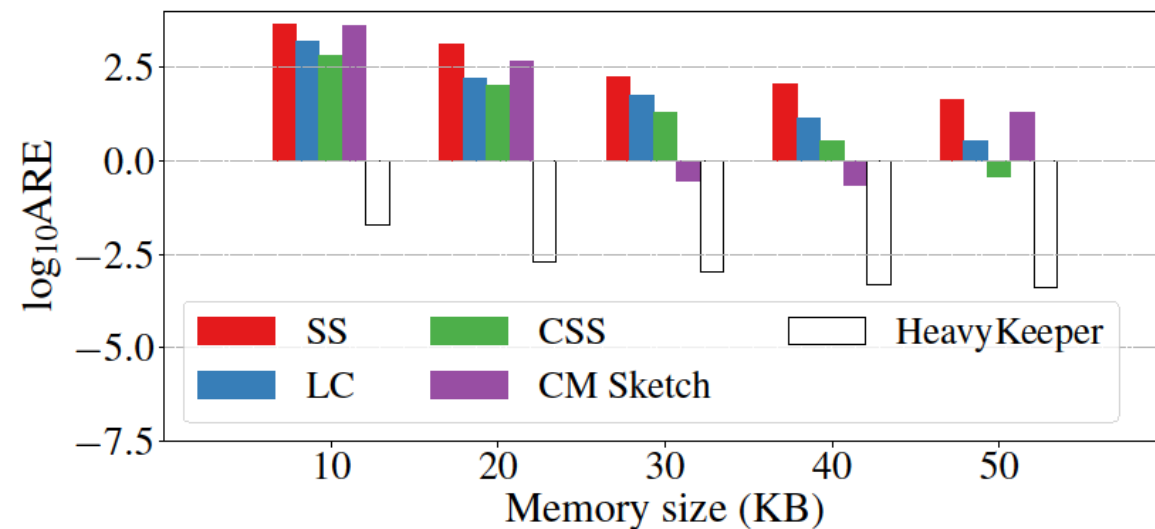 2.5
0.0
−2.5
−5.0
−7.5
log10ARE
SS
CSS
HeavyKeeper
LC
CM Sketch
10 20 30 40 50
Memory size (KB)